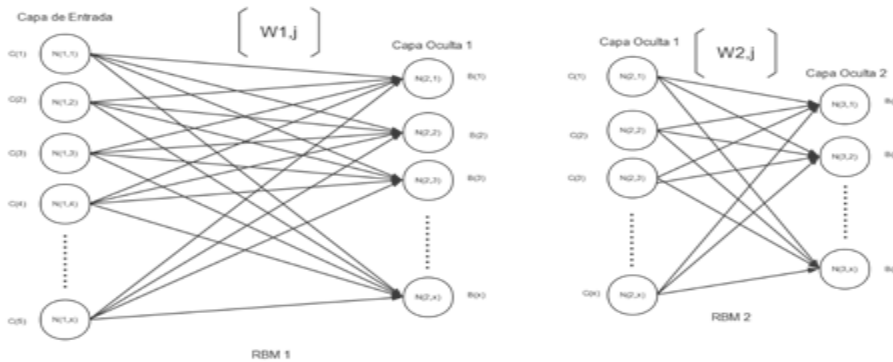 Capa de Entrada
W1,j
Capa Oculta 1
C(1)
N(1,1)
N(2,1)
B(1)
C(2)
N(1,2)
N(2,2)
B(2)
C(3)
N(1,3)
N(2,3)
B(3)
C(4)
N(1,4)
C(5)
N(1,x)
N(2,x)
B(x)
RBM 1
Capa Oculta 1
W2,j
Capa Oculta 2
C(1)
N(2,1)
N(3,1)
C(2)
N(2,2)
N(3,2)
C(3)
N(2,3)
N(3,x)
C(x)
N(2,x)
RBM 2